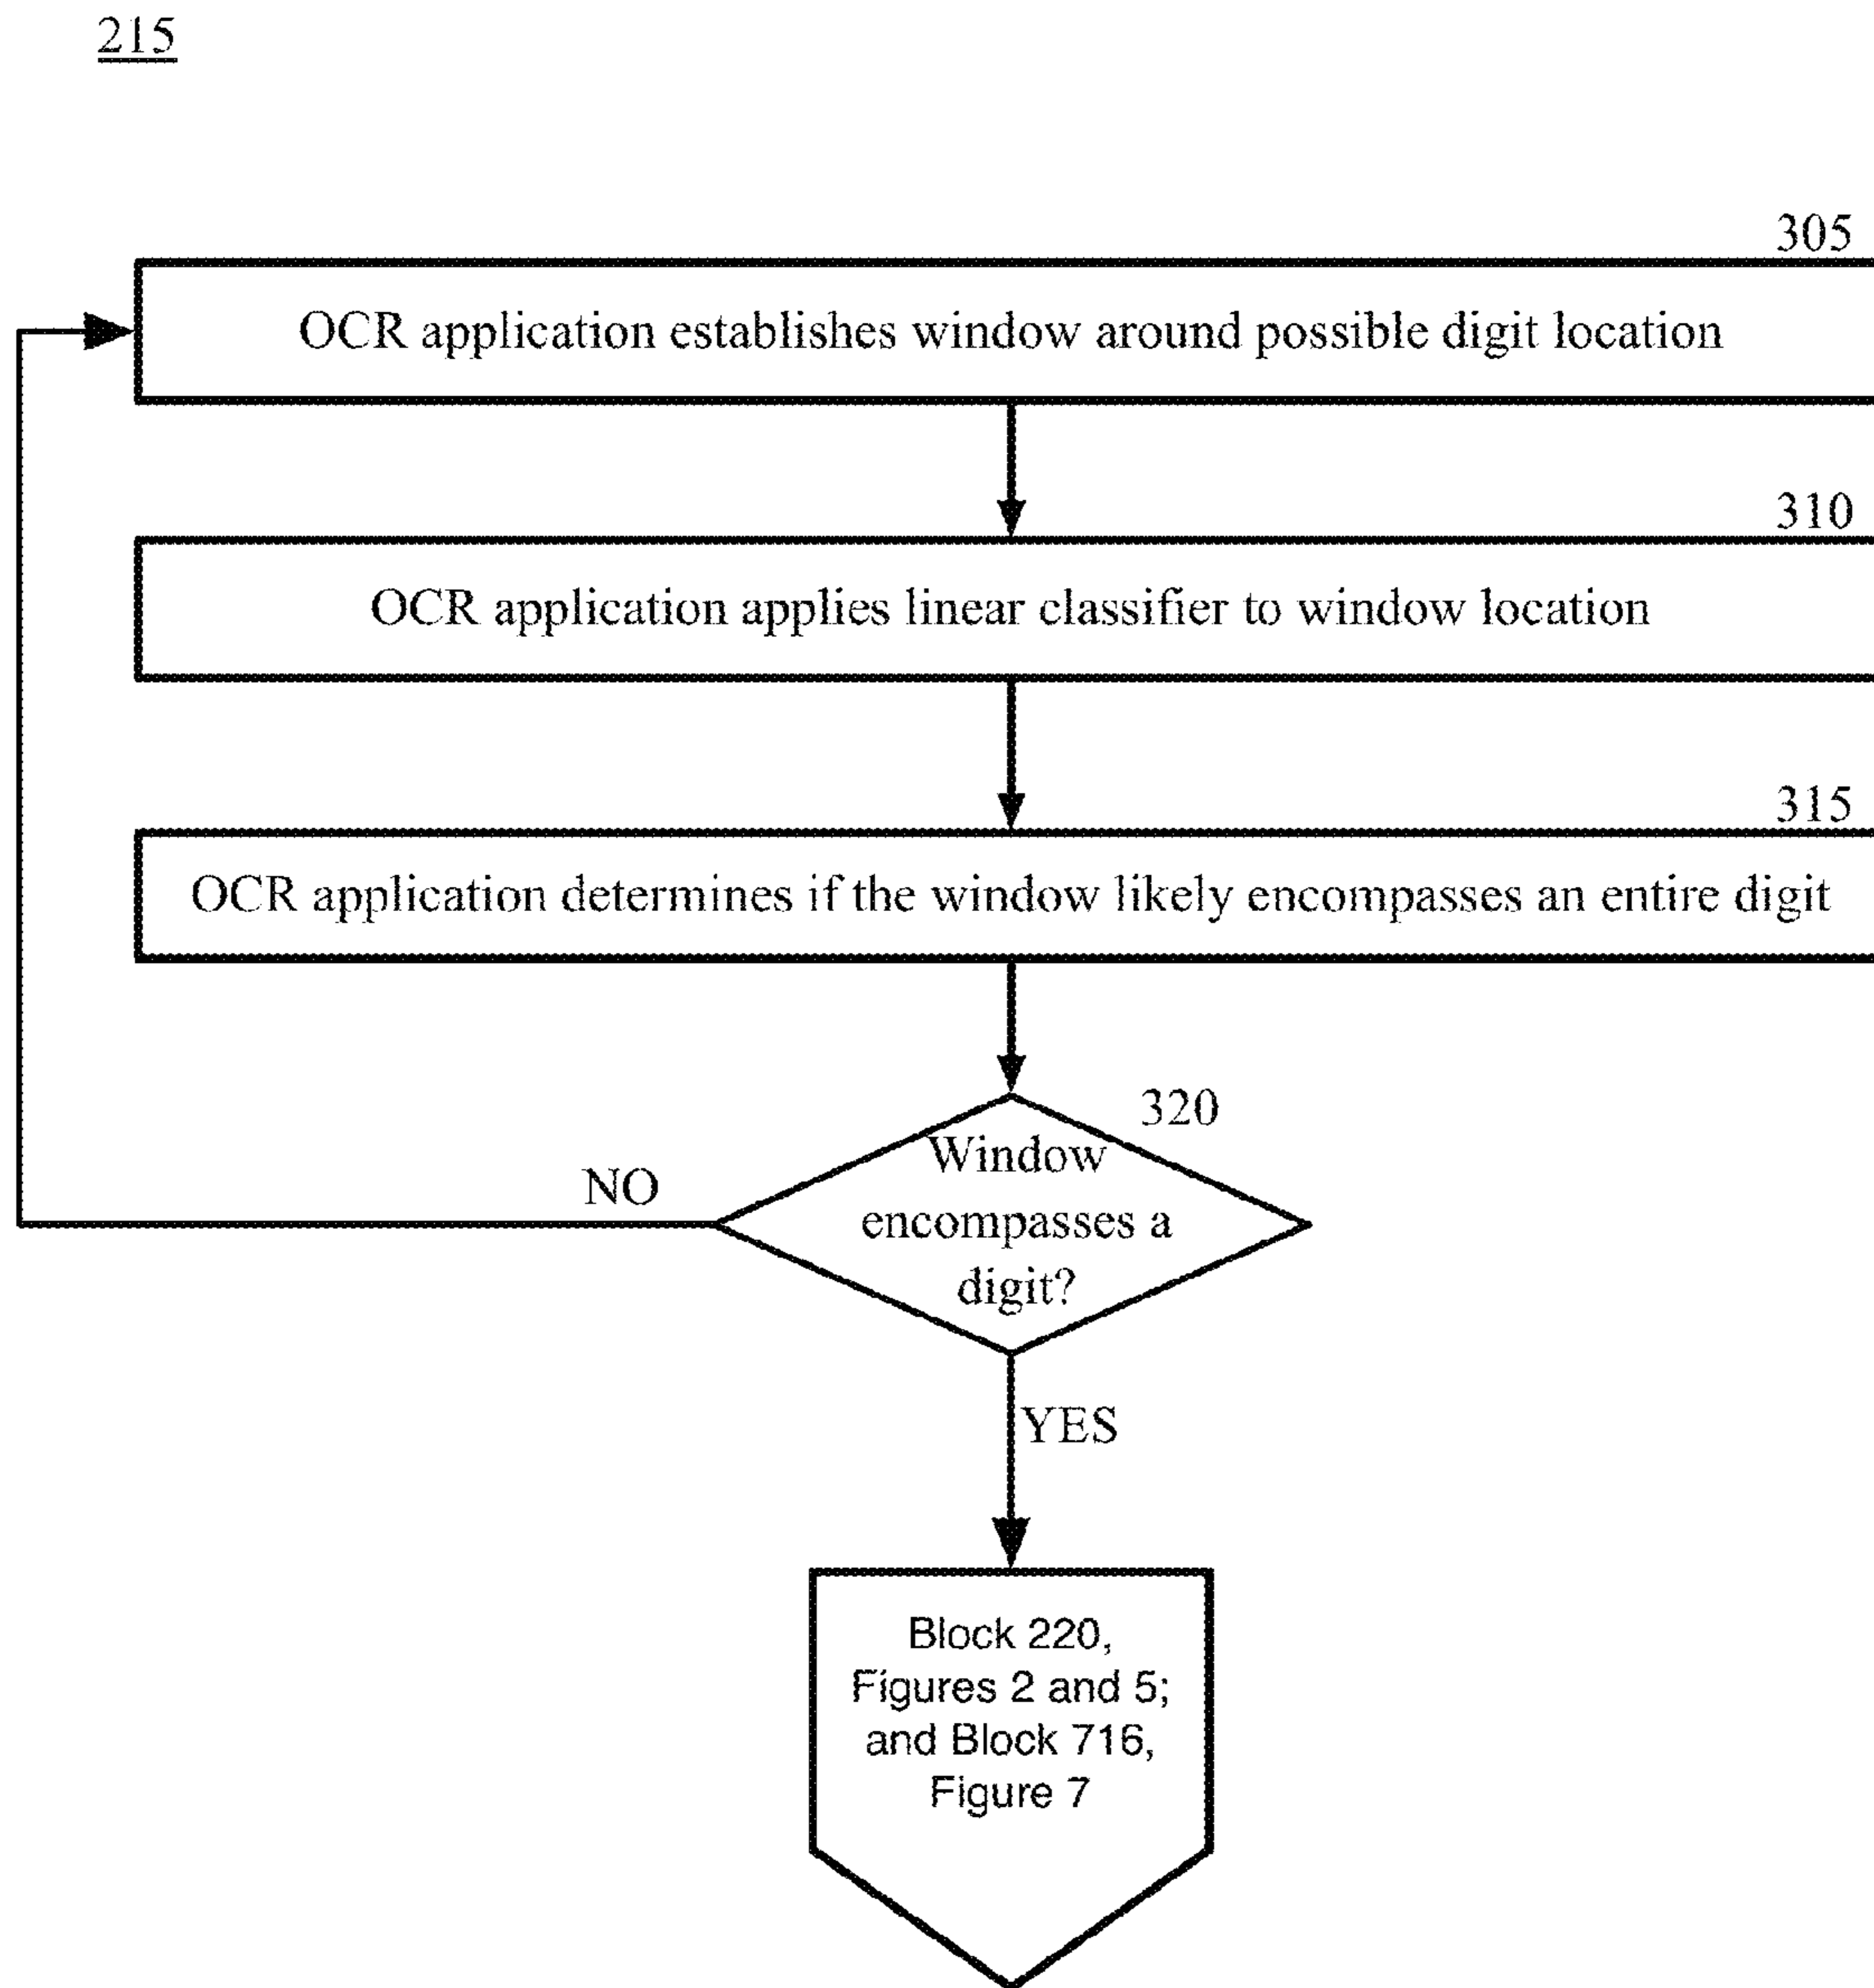 215
305
OCR application establishes window around possible digit location
310
OCR application applies linear classifier to window location
315
OCR application determines if the window likely encompasses an entire digit
320
Window
encompasses a
digit?
NO
YES
Block 220,
Figures 2 and 5;
and Block 716,
Figure 7